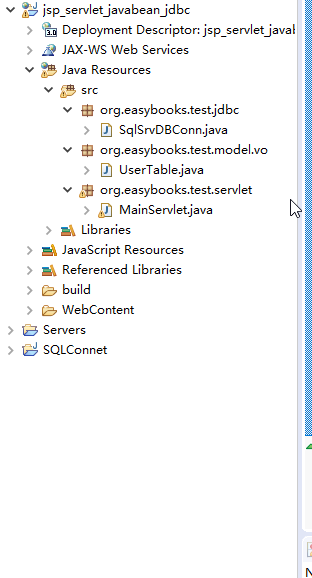 jsp_servlet_javabean_jdbc
Deployment Descriptor: jsp_servlet_javab
JAX-WS Web Services
Java Resources
src
org.easybooks.test.jdbc
SqlSrvDBConn.java
org.easybooks.test.model.vo
UserTable.java
org.easybooks.test.servlet
MainServlet.java
Libraries
JavaScript Resources
Referenced Libraries
build
WebContent
Servers
SQLConnet